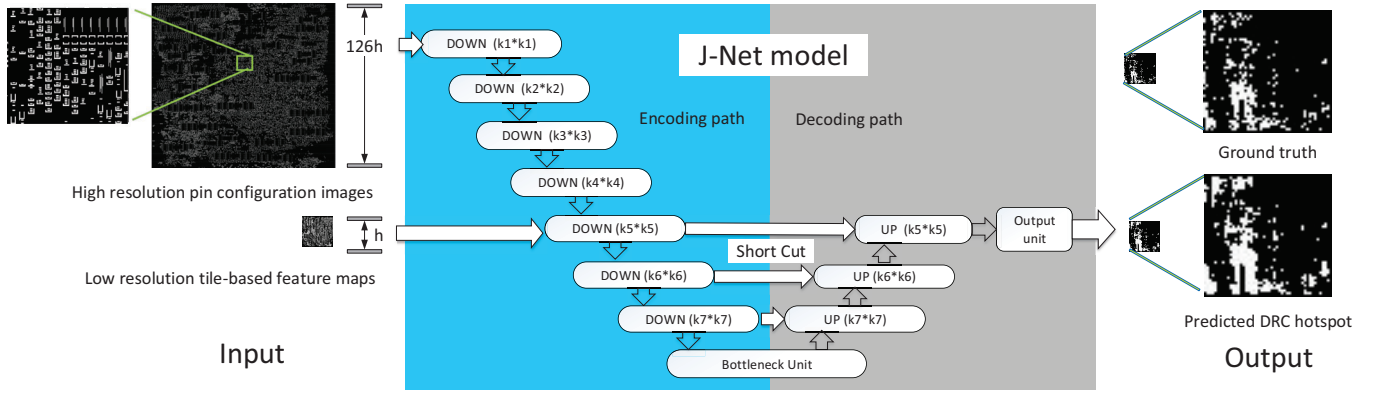 126h
High resolution pin configuration images
h
Low resolution tile-based feature maps
Input
J-Net model
Encoding path
Decoding path
DOWN (k1*k1)
DOWN (k2*k2)
DOWN (k3*k3)
DOWN (k4*k4)
DOWN (k5*k5)
DOWN (k6*k6)
DOWN (k7*k7)
Bottleneck Unit
Short Cut
UP (k7*k7)
UP (k6*k6)
UP (k5*k5)
Output
unit
Ground truth
Predicted DRC hotspot
Output